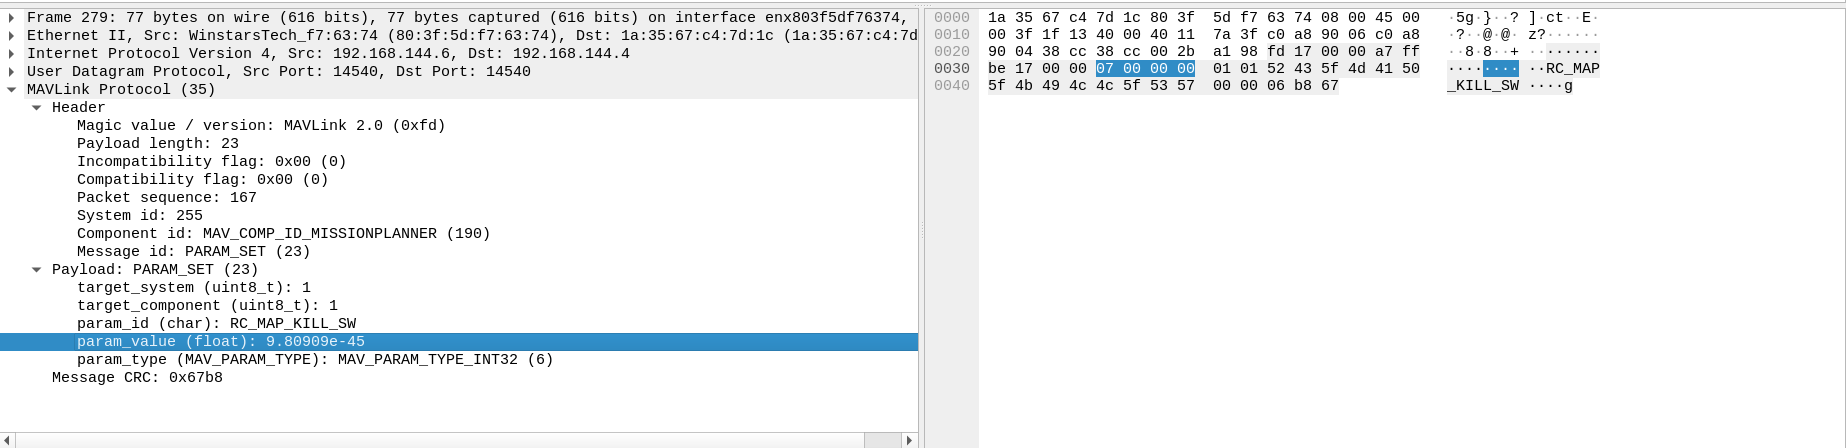 Frame 279: 77 bytes on wire (616 bits), 77 bytes captured (616 bits) on interface enx803f5df76374,
Ethernet II, Src: WinstarsTech_f7:63:74 (80:3f:5d:f7:63:74), Dst: 1a:35:67:c4:7d:1c (1a:35:67:c4:7d
Internet Protocol Version 4, Src: 192.168.144.6, Dst: 192.168.144.4
User Datagram Protocol, Src Port: 14540, Dst Port: 14540
MAVLink Protocol (35)
Header
Magic value / version: MAVLink 2.0 (0xfd)
Payload length: 23
Incompatibility flag: 0x00 (0)
Compatibility flag: 0x00 (0)
Packet sequence: 167
System id: 255
Component id: MAV_COMP_ID_MISSIONPLANNER (190)
Message id: PARAM_SET (23)
Payload: PARAM_SET (23)
target_system (uint8_t): 1
target_component (uint8_t): 1
param_id (char): RC_MAP_KILL_SW
param_value (float): 9.80909e-45
param_type (MAV_PARAM_TYPE): MAV_PARAM_TYPE_INT32 (6)
Message CRC: 0x67b8
0000 1a 35 67 c4 7d 1c 80 3f 5d f7 63 74 08 00 45 00 ·5g·}··? ]·ct··E·
0010 00 3f 1f 13 40 00 40 11 7a 3f c0 a8 90 06 c0 a8 ·?··@·@· z?······
0020 90 04 38 cc 38 cc 00 2b a1 98 fd 17 00 00 a7 ff ··8·8··+ ········
0030 be 17 00 00 07 00 00 00 01 01 52 43 5f 4d 41 50 ········ ··RC_MAP
0040 5f 4b 49 4c 4c 5f 53 57 00 00 06 b8 67 _KILL_SW ····g